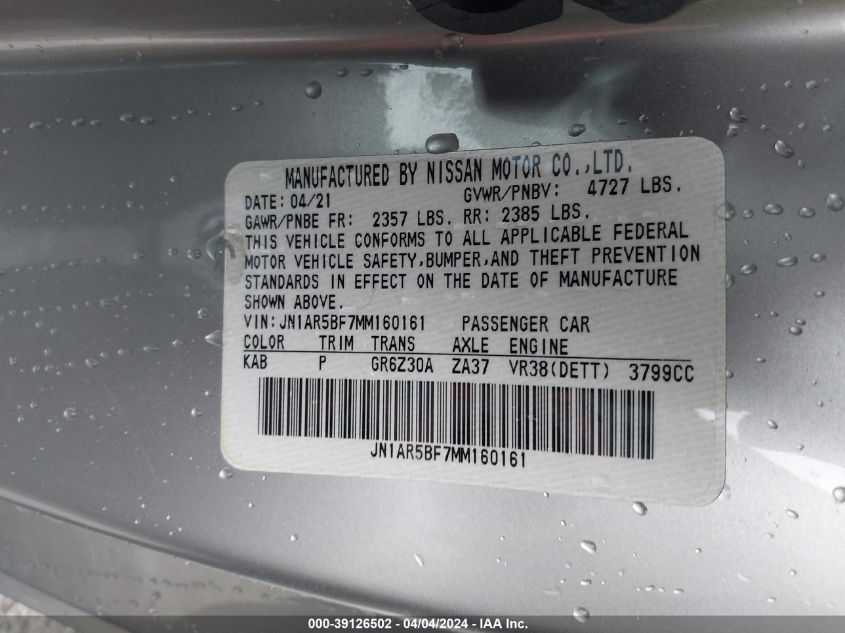 MANUFACTURED BY NISSAN MOTOR CO.,LTD.
DATE: 04/21 GVWR/PNBV: 4727 LBS.
GAWR/PNBE FR: 2357 LBS. RR: 2385 LBS.
THIS VEHICLE CONFORMS TO ALL APPLICABLE FEDERAL
MOTOR VEHICLE SAFETY,BUMPER,AND THEFT PREVENTION
STANDARDS IN EFFECT ON THE DATE OF MANUFACTURE
SHOWN ABOVE.
VIN:JN1AR5BF7MM160161 PASSENGER CAR
COLOR TRIM TRANS AXLE ENGINE
KAB P GR6Z30A ZA37 VR38(DETT) 3799CC
JN1AR5BF7MM160161
000-39126502 - 04/04/2024 - IAA Inc.